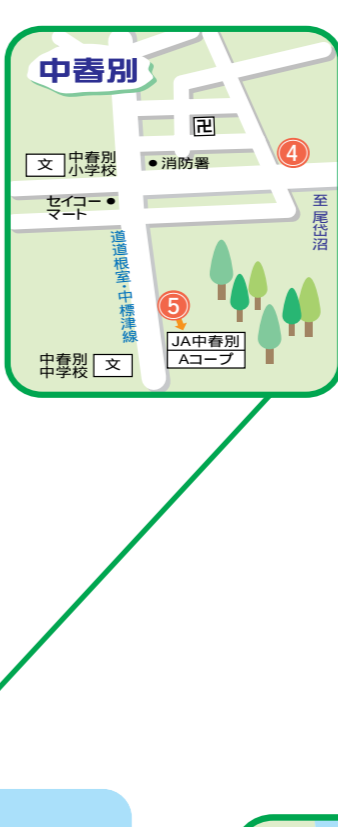 中春別
卍
文
中春別
小学校
●消防署
4
セイコー●
マート
至 尾岱沼
道道根室・中標津線
5
JA中春別
Aコープ
中春別
中学校
文